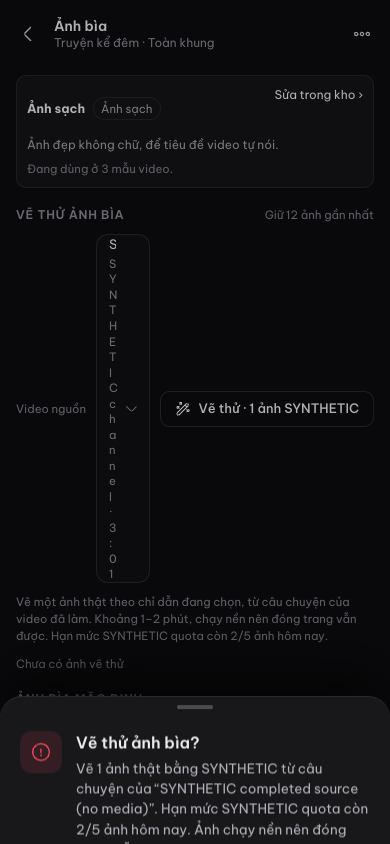 Ảnh bìa
Truyện kể đêm · Toàn khung
Sửa trong kho ›
Ảnh sạch Ảnh sạch
Ảnh đẹp không chữ, để tiêu đề video tự nói.
Đang dùng ở 3 mẫu video.
VẼ THỬ ẢNH BÌA Giữ 12 ảnh gần nhất
Video nguồn
S
S
Y
N
T
H
E
T
I
C
c
h
a
n
n
e
l
·
3
:
0
1
Vẽ thử · 1 ảnh SYNTHETIC
Vẽ một ảnh thật theo chỉ dẫn đang chọn, từ câu chuyện của
video đã làm. Khoảng 1–2 phút, chạy nền nên đóng trang vẫn
được. Hạn mức SYNTHETIC quota còn 2/5 ảnh hôm nay.
Chưa có ảnh vẽ thử
ẢNH BÌA MẶC ĐỊNH
Vẽ thử ảnh bìa?
Vẽ 1 ảnh thật bằng SYNTHETIC từ câu
chuyện của “SYNTHETIC completed source
(no media)”. Hạn mức SYNTHETIC quota còn
2/5 ảnh hôm nay. Ảnh chạy nền nên đóng